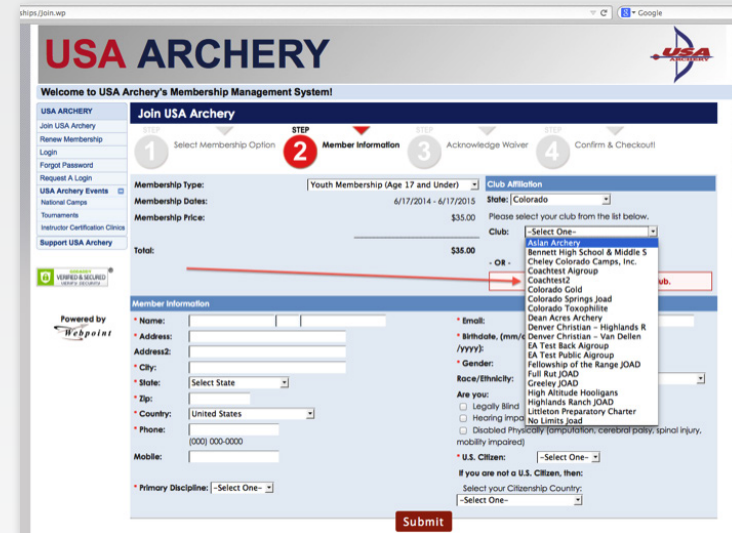 ships/Join.wp
Google
USA ARCHERY
USA
ARCHERY
Welcome to USA Archery's Membership Management System!
USA ARCHERY
Join USA Archery
Renew Membership
Login
Forgot Password
Request A Login
USA Archery Events
National Camps
Tournaments
Instructor Certification Clinics
Support USA Archery
VERIFIED & SECURED
VERIFY SECURITY
Powered by
Webpoint
Join USA Archery
STEP
1
Select Membership Option
STEP
2
Member Information
STEP
3
Acknowledge Waiver
STEP
4
Confirm & Checkout!
Membership Type:
Youth Membership (Age 17 and Under)
Membership Dates:
6/17/2014 - 6/17/2015
Membership Price:
$35.00
Total:
$35.00
Club Affiliation
State:
Colorado
Please select your club from the list below.
Club:
-Select One-
- OR -
ub.
Aslan Archery
Bennett High School & Middle S
Cheley Colorado Camps, Inc.
Coachtest Aigroup
Coachtest2
Colorado Gold
Colorado Springs Joad
Colorado Toxophilite
Dean Acres Archery
Denver Christian - Highlands R
Denver Christian - Van Dellen
EA Test Back Aigroup
EA Test Public Aigroup
Fellowship of the Range JOAD
Full Rut JOAD
Greeley JOAD
High Altitude Hooligans
Highlands Ranch JOAD
Littleton Preparatory Charter
No Limits Joad
Member Information
* Name:
* Address:
Address2:
* City:
* State:
Select State
* Zip:
* Country:
United States
* Phone:
(000) 000-0000
Mobile:
* Primary Discipline:
-Select One-
* Email:
* Birthdate, (mm/d
/yyyy):
* Gender:
Race/Ethnicity:
Are you:
Legally Blind
Hearing impa
Disabled Physically (amputation, cerebral palsy, spinal injury,
mobility impaired)
* U.S. Citizen:
-Select One-
If you are not a U.S. Citizen, then:
Select your Citizenship Country:
-Select One-
Submit